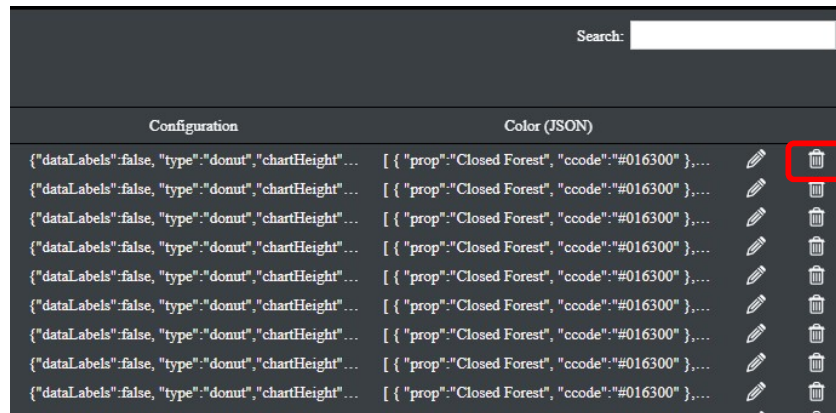 Search:
Configuration Color (JSON)
{"dataLabels":false, "type":"donut","chartHeight"... [ { "prop":"Closed Forest", "ccode":"#016300" },...
{"dataLabels":false, "type":"donut","chartHeight"... [ { "prop":"Closed Forest", "ccode":"#016300" },...
{"dataLabels":false, "type":"donut","chartHeight"... [ { "prop":"Closed Forest", "ccode":"#016300" },...
{"dataLabels":false, "type":"donut","chartHeight"... [ { "prop":"Closed Forest", "ccode":"#016300" },...
{"dataLabels":false, "type":"donut","chartHeight"... [ { "prop":"Closed Forest", "ccode":"#016300" },...
{"dataLabels":false, "type":"donut","chartHeight"... [ { "prop":"Closed Forest", "ccode":"#016300" },...
{"dataLabels":false, "type":"donut","chartHeight"... [ { "prop":"Closed Forest", "ccode":"#016300" },...
{"dataLabels":false, "type":"donut","chartHeight"... [ { "prop":"Closed Forest", "ccode":"#016300" },...
{"dataLabels":false, "type":"donut","chartHeight"... [ { "prop":"Closed Forest", "ccode":"#016300" },...